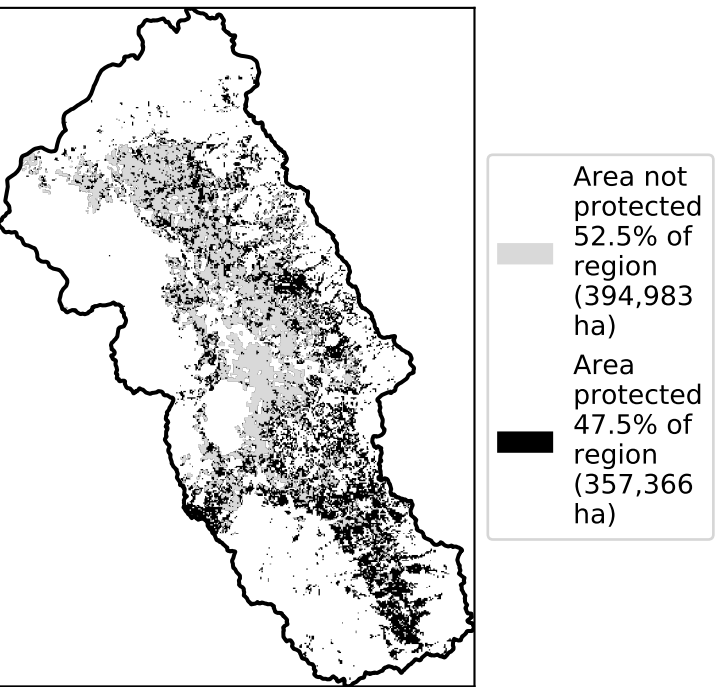 Area not
protected
52.5% of
region
(394,983
ha)
Area
protected
47.5% of
region
(357,366
ha)